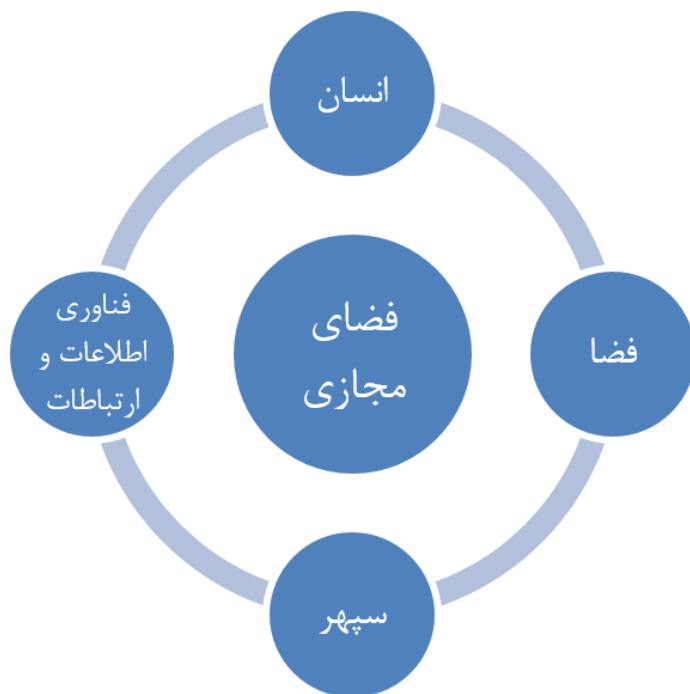 انسان
فضای
مجازی
فضا
فناوری
اطلاعات و
ارتباطات
سپهر